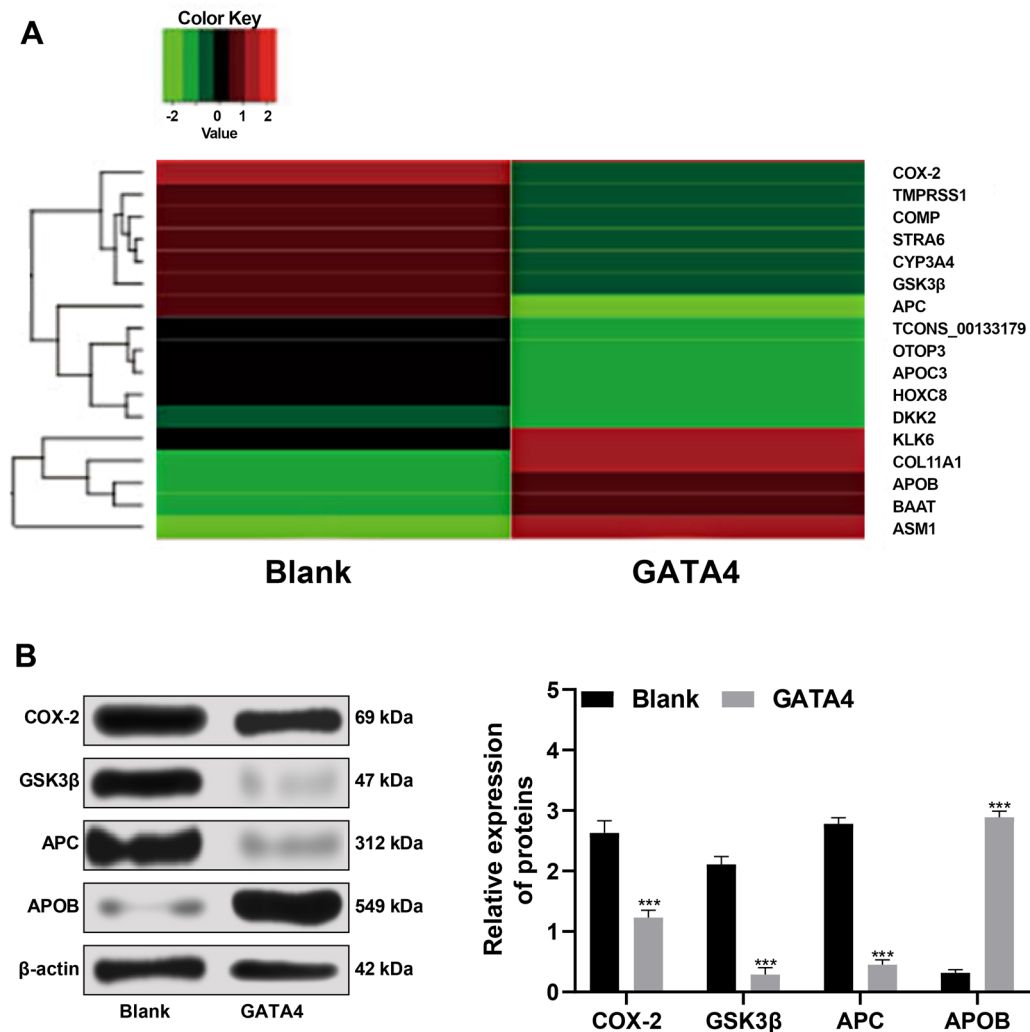 A
Color Key
-2 0 1 2
Value
COX-2
TMPRSS1
COMP
STRA6
CYP3A4
GSK3β
APC
TCONS_00133179
OTOP3
APOC3
HOXC8
DKK2
KLK6
COL11A1
APOB
BAAT
ASM1
Blank GATA4
B
COX-2 69 kDa
GSK3β 47 kDa
APC 312 kDa
APOB 549 kDa
β-actin 42 kDa
Blank GATA4
Relative expression
of proteins
5
4
3
2
1
0
Blank GATA4
***
***
***
***
COX-2 GSK3β APC APOB